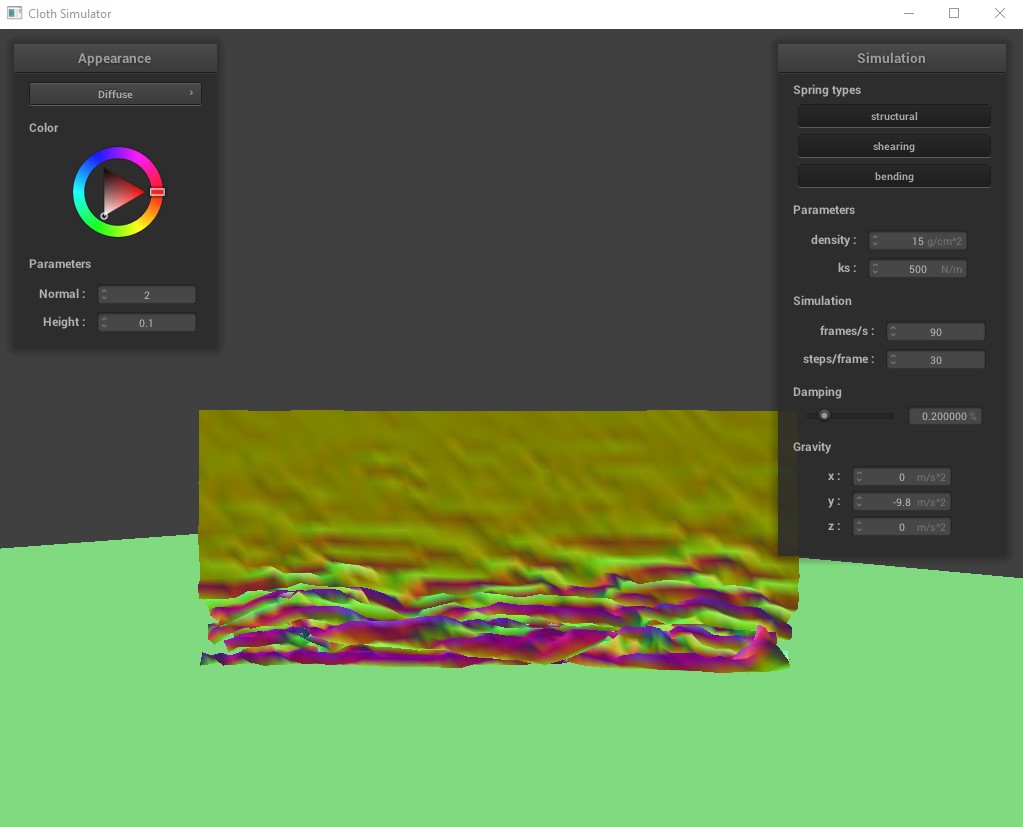 Cloth Simulator
Appearance
Diffuse
Color
Parameters
Normal : 2
Height : 0.1
Simulation
Spring types
structural
shearing
bending
Parameters
density : 15 g/cm^2
ks : 500 N/m
Simulation
frames/s : 90
steps/frame : 30
Damping
0.200000 %
Gravity
x : 0 m/s^2
y : -9.8 m/s^2
z : 0 m/s^2